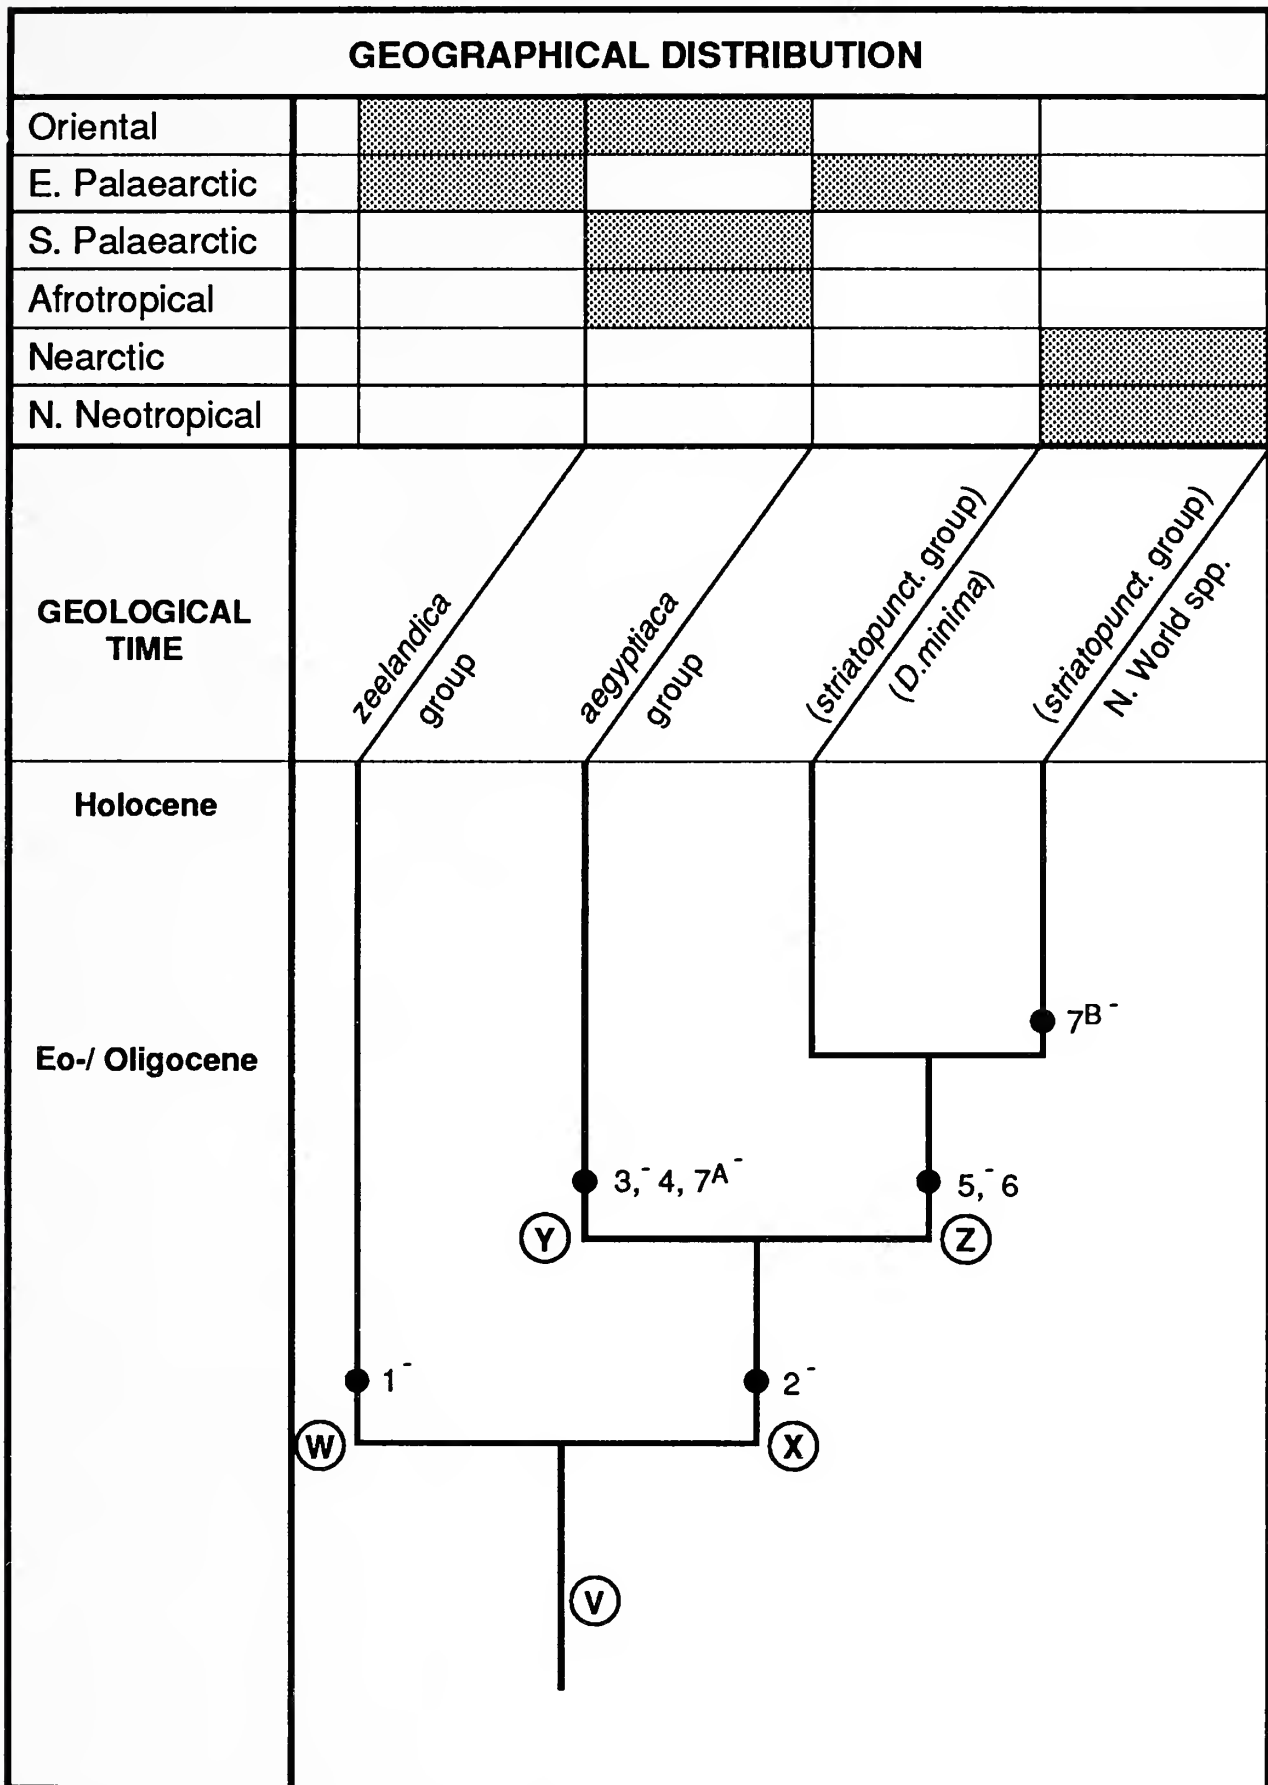 GEOGRAPHICAL DISTRIBUTION
Oriental
E. Palaearctic
S. Palaearctic
Afrotropical
Nearctic
N. Neotropical
GEOLOGICAL
TIME
zeelandica
group
aegyptiaca
group
(striatopunct. group)
(D.minima)
(striatopunct. group)
N. World spp.
Holocene
7B -
Eo-/ Oligocene
3,- 4, 7A -
5,- 6
Y
Z
1 -
2 -
W
X
V